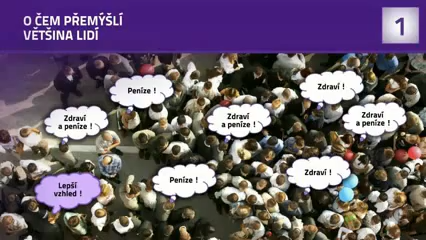 O ČEM PŘEMÝŠLÍ
VĚTŠINA LIDÍ
1
Peníze !
Zdraví !
Zdraví
a peníze !
Zdraví
a peníze !
Zdraví
a peníze !
Lepší
vzhled !
Peníze !
Zdraví !